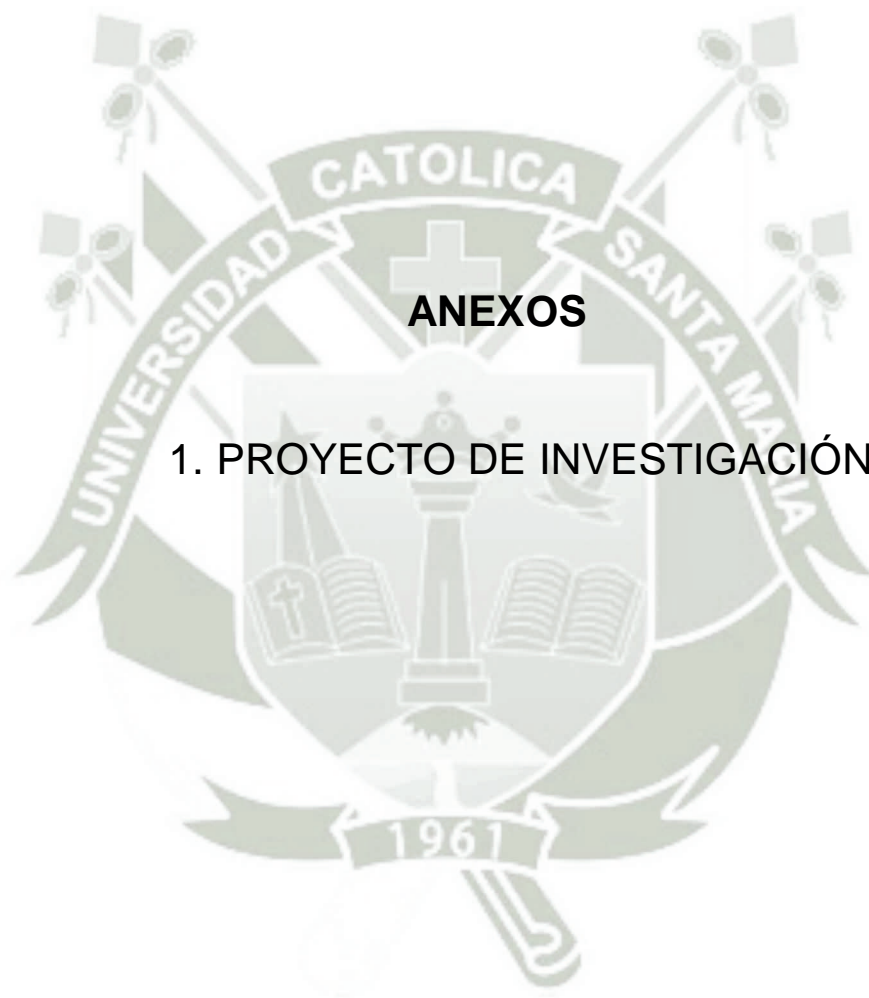 CATOLICA
UNIVERSIDAD
SANTA MARIA
ANEXOS
1. PROYECTO DE INVESTIGACIÓN
1961